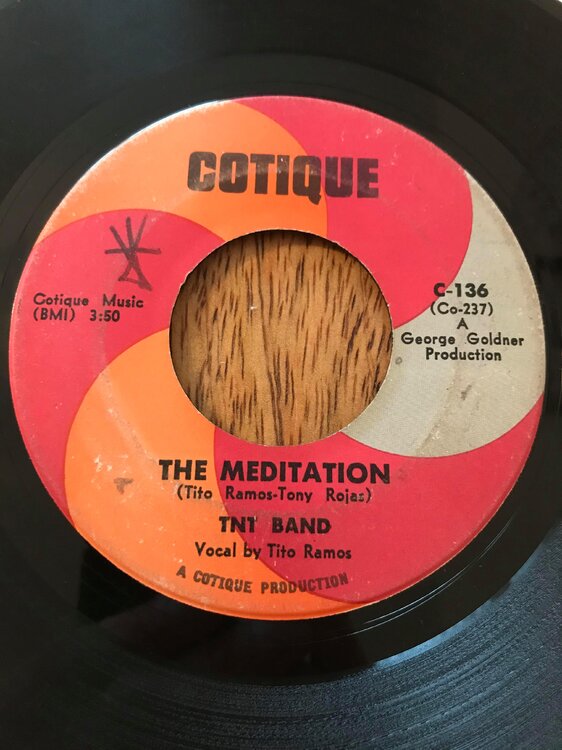 COTIQUE
Cotique Music
(BMI) 3:50
C-136
(Co-237)
A
George Goldner
Production
THE MEDITATION
(Tito Ramos-Tony Rojas)
TNT BAND
Vocal by Tito Ramos
A COTIQUE PRODUCTION